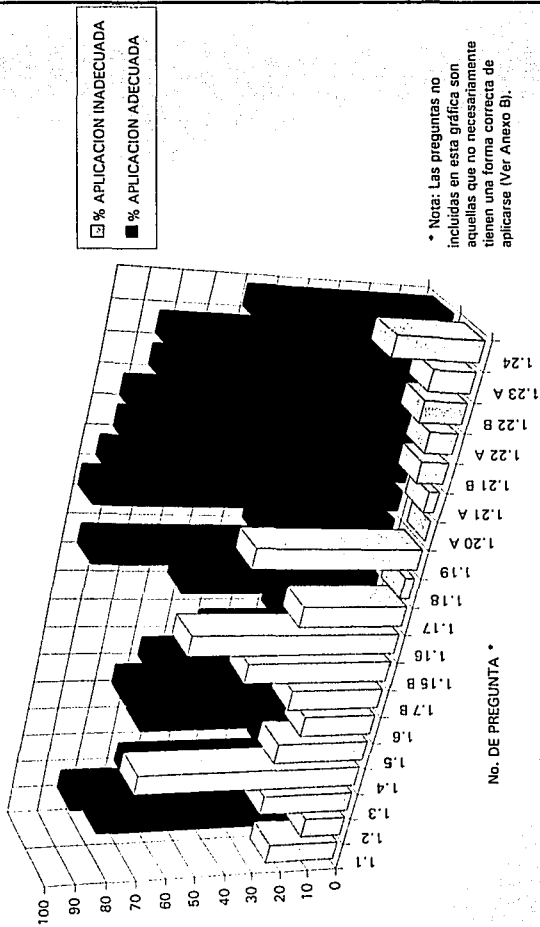 % APLICACION INADECUADA
% APLICACION ADECUADA
100
90
80
70
60
50
40
30
20
10
0
1.1
1.2
1.3
1.4
1.5
1.6
1.7 B
1.15 B
1.16
1.17
1.18
1.19
1.20 A
1.21 A
1.21 B
1.22 A
1.22 B
1.23 A
1.24
No. DE PREGUNTA *
* Nota: Las preguntas no
incluidas en esta gráfica son
aquellas que no necesariamente
tienen una forma correcta de
aplicarse (Ver Anexo B).